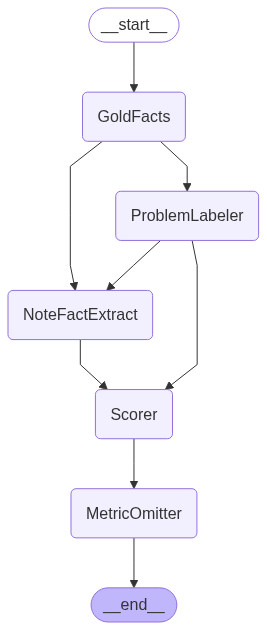 __start__
GoldFacts
ProblemLabeler
NoteFactExtract
Scorer
MetricOmitter
__end__